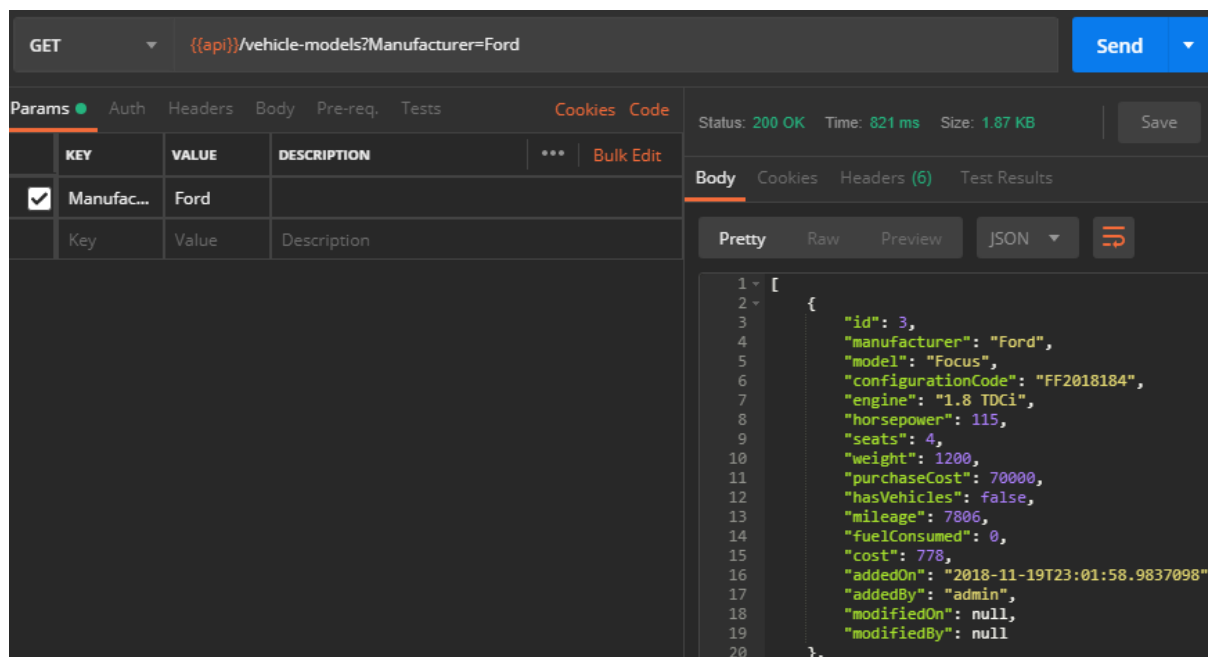 GET {{api}}/vehicle-models?Manufacturer=Ford Send
Params Auth Headers Body Pre-req. Tests Cookies Code
KEY VALUE DESCRIPTION ••• Bulk Edit
Manufac... Ford
Key Value Description
Status: 200 OK Time: 821 ms Size: 1.87 KB Save
Body Cookies Headers (6) Test Results
Pretty Raw Preview JSON
1 [
2 {
3 "id": 3,
4 "manufacturer": "Ford",
5 "model": "Focus",
6 "configurationCode": "FF2018184",
7 "engine": "1.8 TDCi",
8 "horsepower": 115,
9 "seats": 4,
10 "weight": 1200,
11 "purchaseCost": 70000,
12 "hasVehicles": false,
13 "mileage": 7806,
14 "fuelConsumed": 0,
15 "cost": 778,
16 "addedOn": "2018-11-19T23:01:58.9837098"
17 "addedBy": "admin",
18 "modifiedOn": null,
19 "modifiedBy": null
20 },